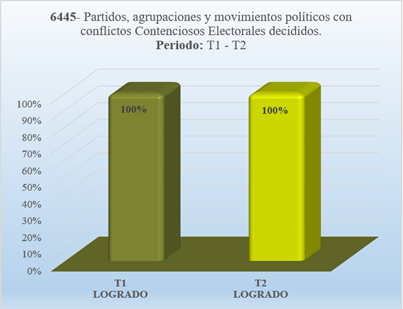 6445- Partidos, agrupaciones y movimientos políticos con
conflictos Contenciosos Electorales decididos.
Periodo: T1 - T2
100%
90%
80%
70%
60%
50%
40%
30%
20%
10%
0%
100%
100%
T1
LOGRADO
T2
LOGRADO